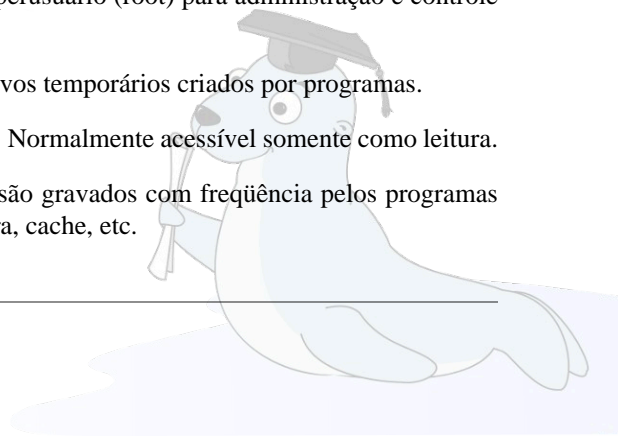 perusuário (root) para administração e controle
vos temporários criados por programas.
Normalmente acessível somente como leitura.
são gravados com freqüência pelos programas
a, cache, etc.